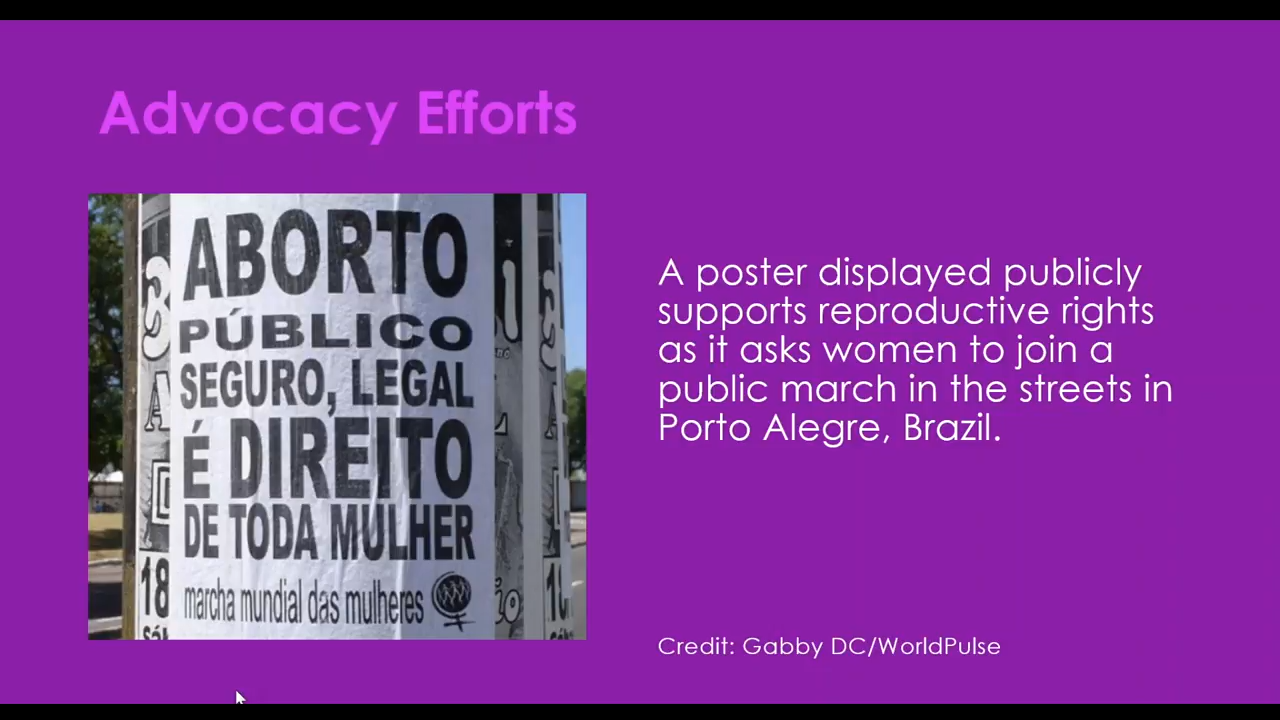 Advocacy Efforts
ABORTO
PÚBLICO
SEGURO, LEGAL
É DIREITO
DE TODA MULHER
marcha mundial das mulheres
18
A poster displayed publicly
supports reproductive rights
as it asks women to join a
public march in the streets in
Porto Alegre, Brazil.
Credit: Gabby DC/WorldPulse